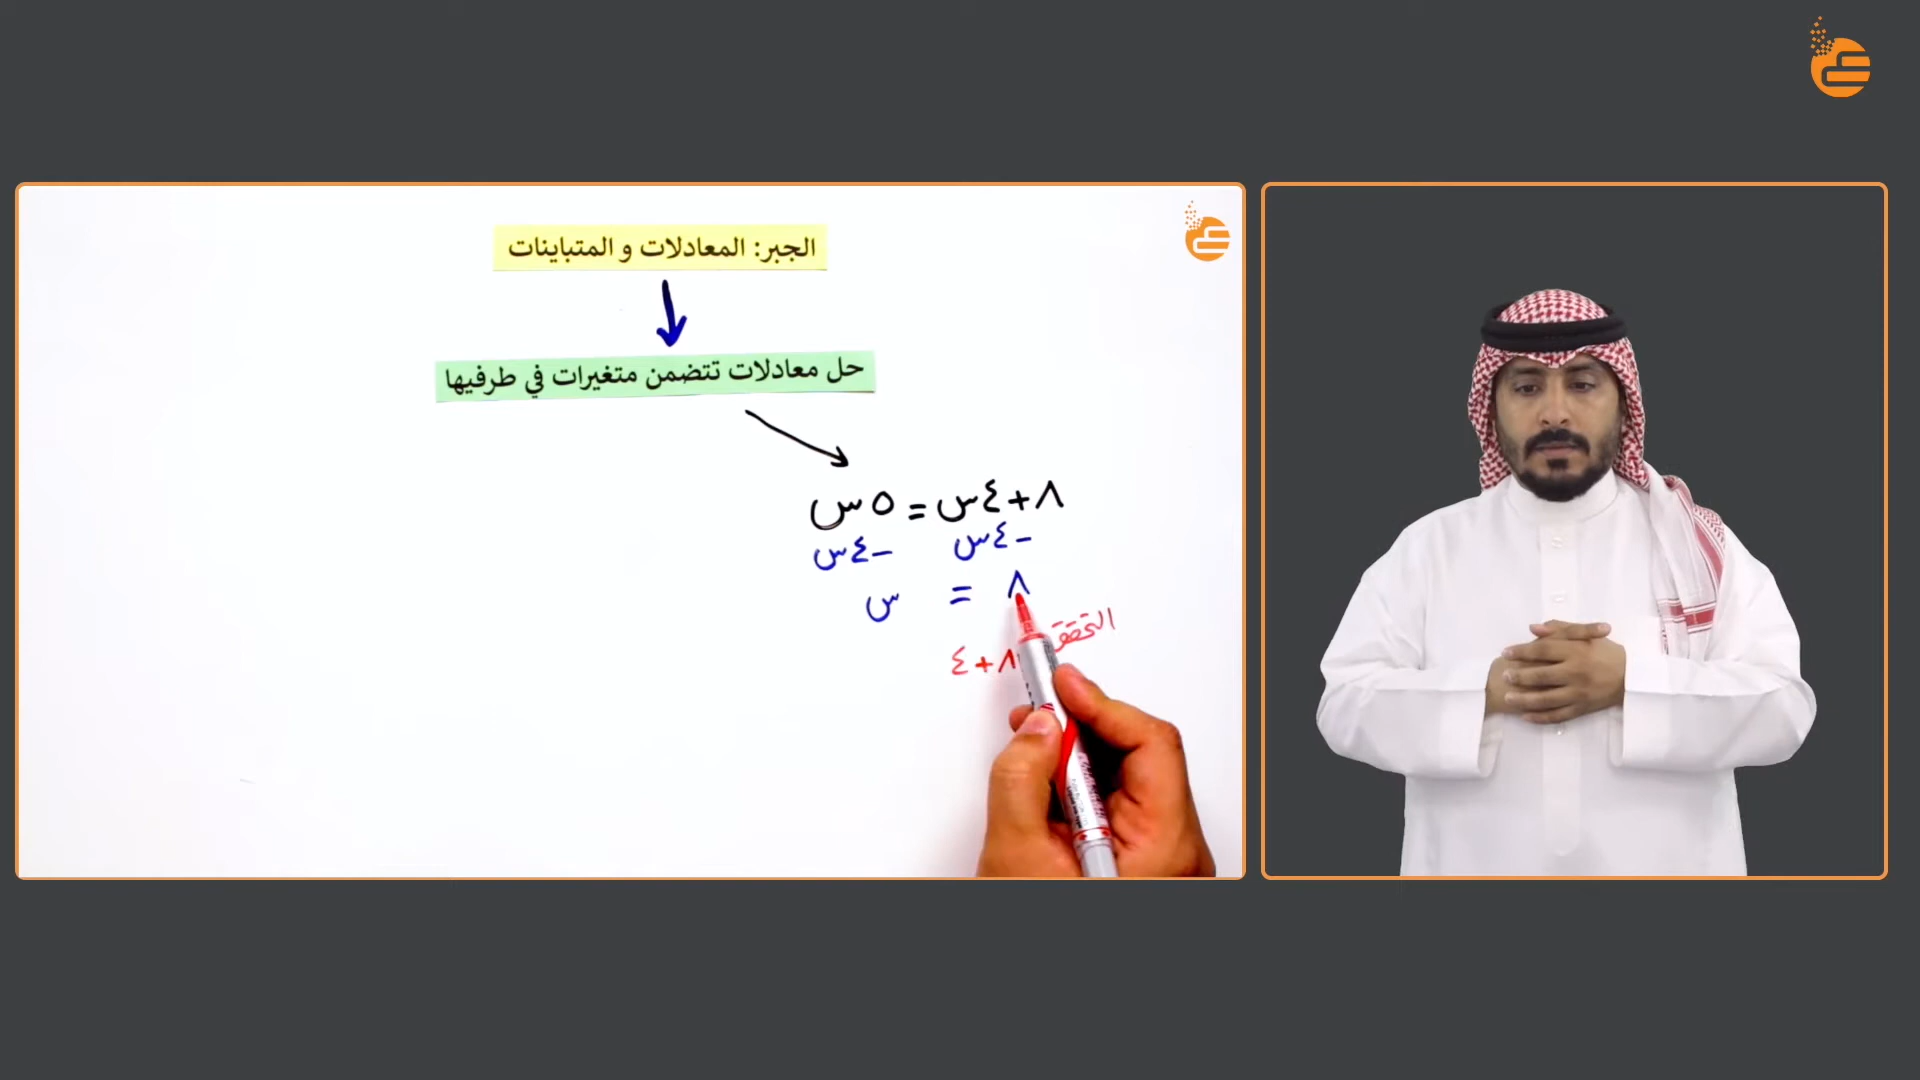 الجبر: المعادلات و المتباينات
حل معادلات تتضمن متغيرات في طرفيها
٨+٤س=٥س
-٤س -٤س
٨ = س
التحقق
٨+٤